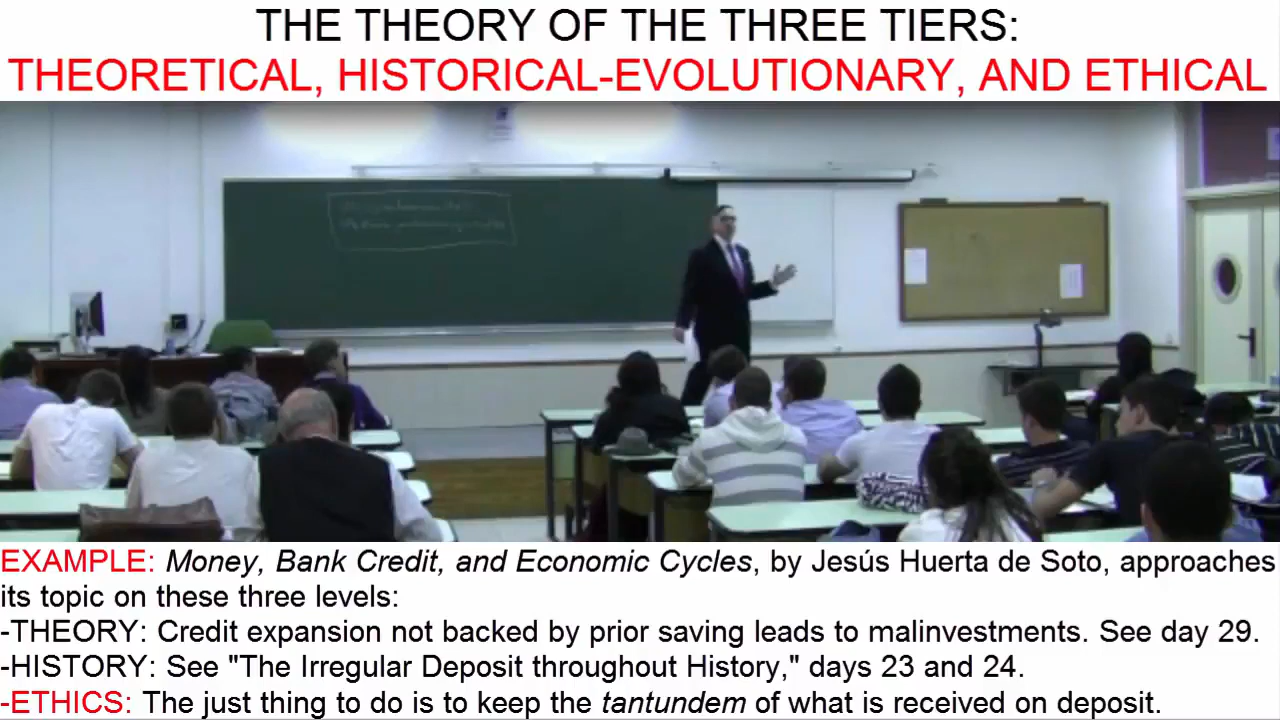 THE THEORY OF THE THREE TIERS:
THEORETICAL, HISTORICAL-EVOLUTIONARY, AND ETHICAL
EXAMPLE: Money, Bank Credit, and Economic Cycles, by Jesús Huerta de Soto, approaches
its topic on these three levels:
-THEORY: Credit expansion not backed by prior saving leads to malinvestments. See day 29.
-HISTORY: See "The Irregular Deposit throughout History," days 23 and 24.
-ETHICS: The just thing to do is to keep the tantundem of what is received on deposit.